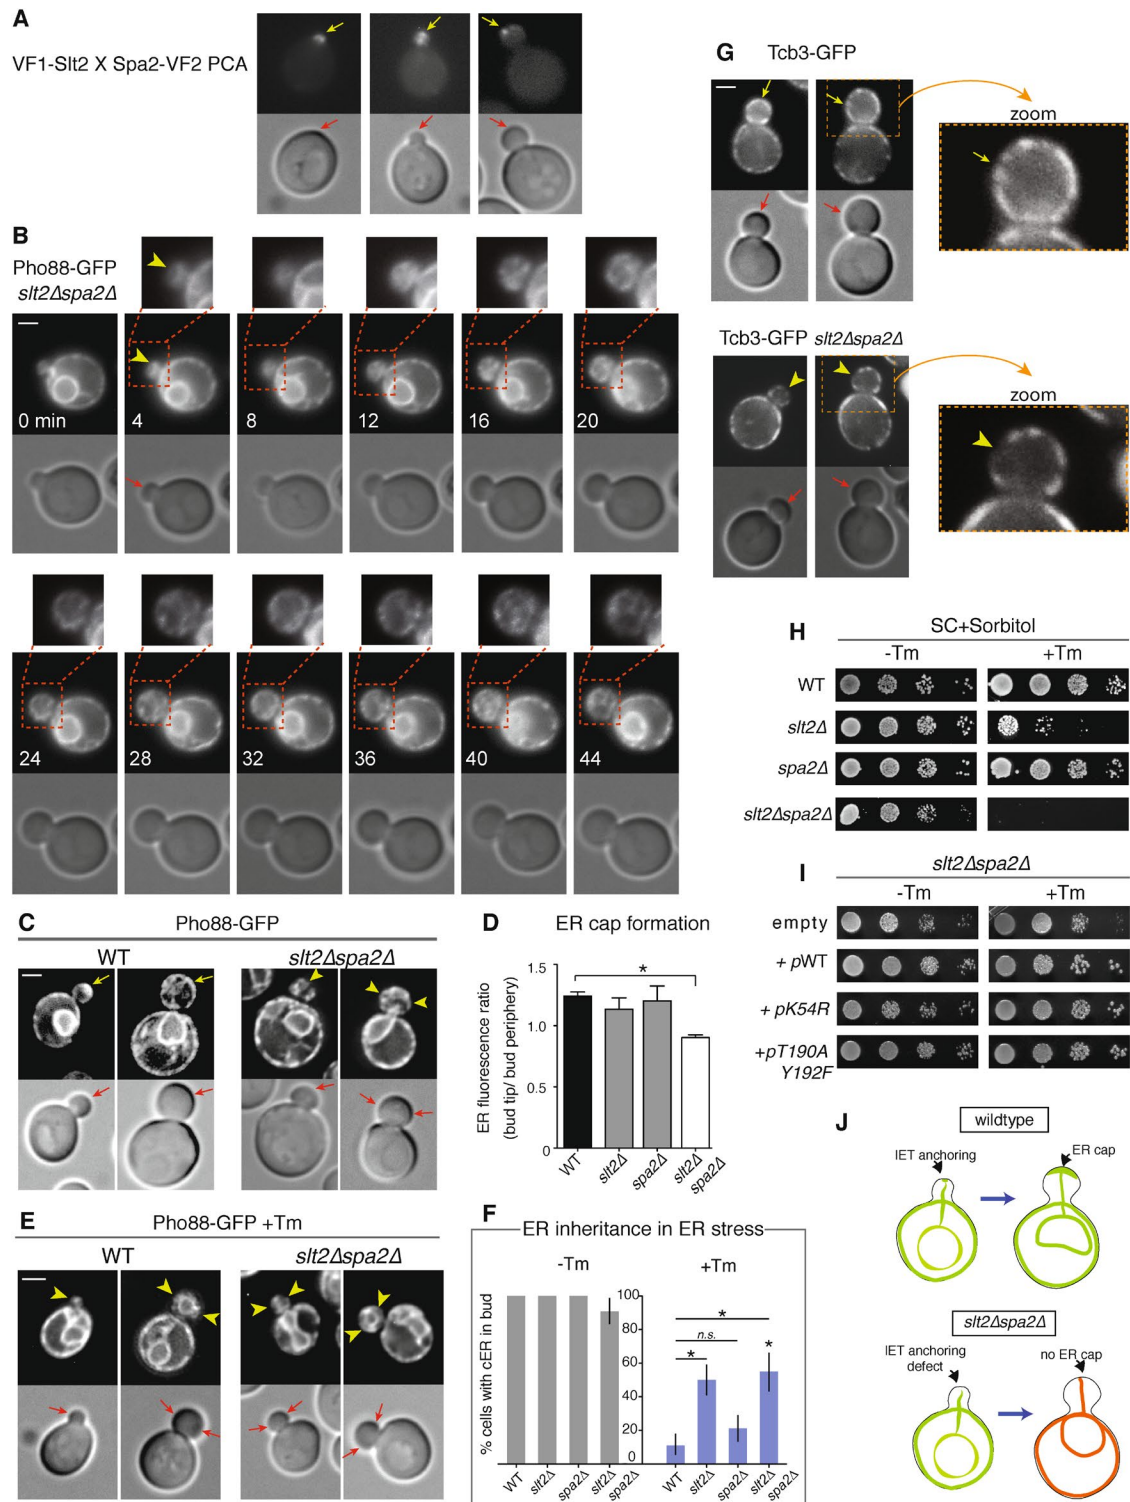 A
VF1-Slt2 X Spa2-VF2 PCA
B
Pho88-GFP
slt2Δspa2Δ
0 min
4
8
12
16
20
24
28
32
36
40
44
C
Pho88-GFP
WT
slt2Δspa2Δ
D
ER cap formation
ER fluorescence ratio
(bud tip/ bud periphery)
1.5
1.0
0.5
0
*
WT
slt2Δ
spa2Δ
slt2Δ
spa2Δ
E
Pho88-GFP +Tm
WT
slt2Δspa2Δ
F
ER inheritance in ER stress
-Tm
+Tm
% cells with cER in bud
100
80
60
40
20
0
*
n.s.
*
*
WT
slt2Δ
spa2Δ
slt2Δ
spa2Δ
WT
slt2Δ
spa2Δ
slt2Δ
spa2Δ
G
Tcb3-GFP
zoom
Tcb3-GFP slt2Δspa2Δ
zoom
H
SC+Sorbitol
-Tm
+Tm
WT
slt2Δ
spa2Δ
slt2Δspa2Δ
I
slt2Δspa2Δ
-Tm
+Tm
empty
+ pWT
+ pK54R
+pT190A
Y192F
J
wildtype
IET anchoring
ER cap
slt2Δspa2Δ
IET anchoring
defect
no ER cap